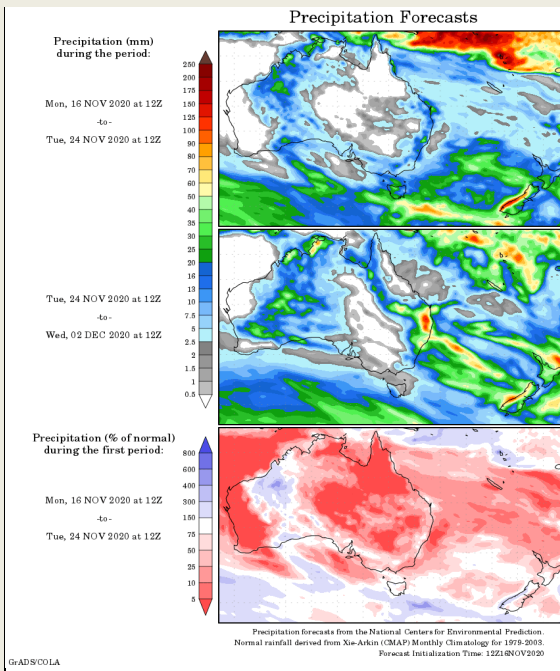 Precipitation Forecasts
Precipitation (mm)
during the period:
Mon, 16 NOV 2020 at 12Z
-to-
Tue, 24 NOV 2020 at 12Z
250
200
175
150
125
100
90
80
70
60
50
45
40
35
30
25
20
16
13
10
7.5
5
2.5
2
1.5
1
0.5
Tue, 24 NOV 2020 at 12Z
-to-
Wed, 02 DEC 2020 at 12Z
Precipitation (% of normal)
during the first period:
Mon, 16 NOV 2020 at 12Z
-to-
Tue, 24 NOV 2020 at 12Z
800
600
400
300
150
75
50
25
10
5
Precipitation forecasts from the National Centers for Environmental Prediction.
Normal rainfall derived from Xie-Arkin (CMAP) Monthly Climatology for 1979-2003.
Forecast Initialization Time: 12Z16NOV2020
GrADS/COLA